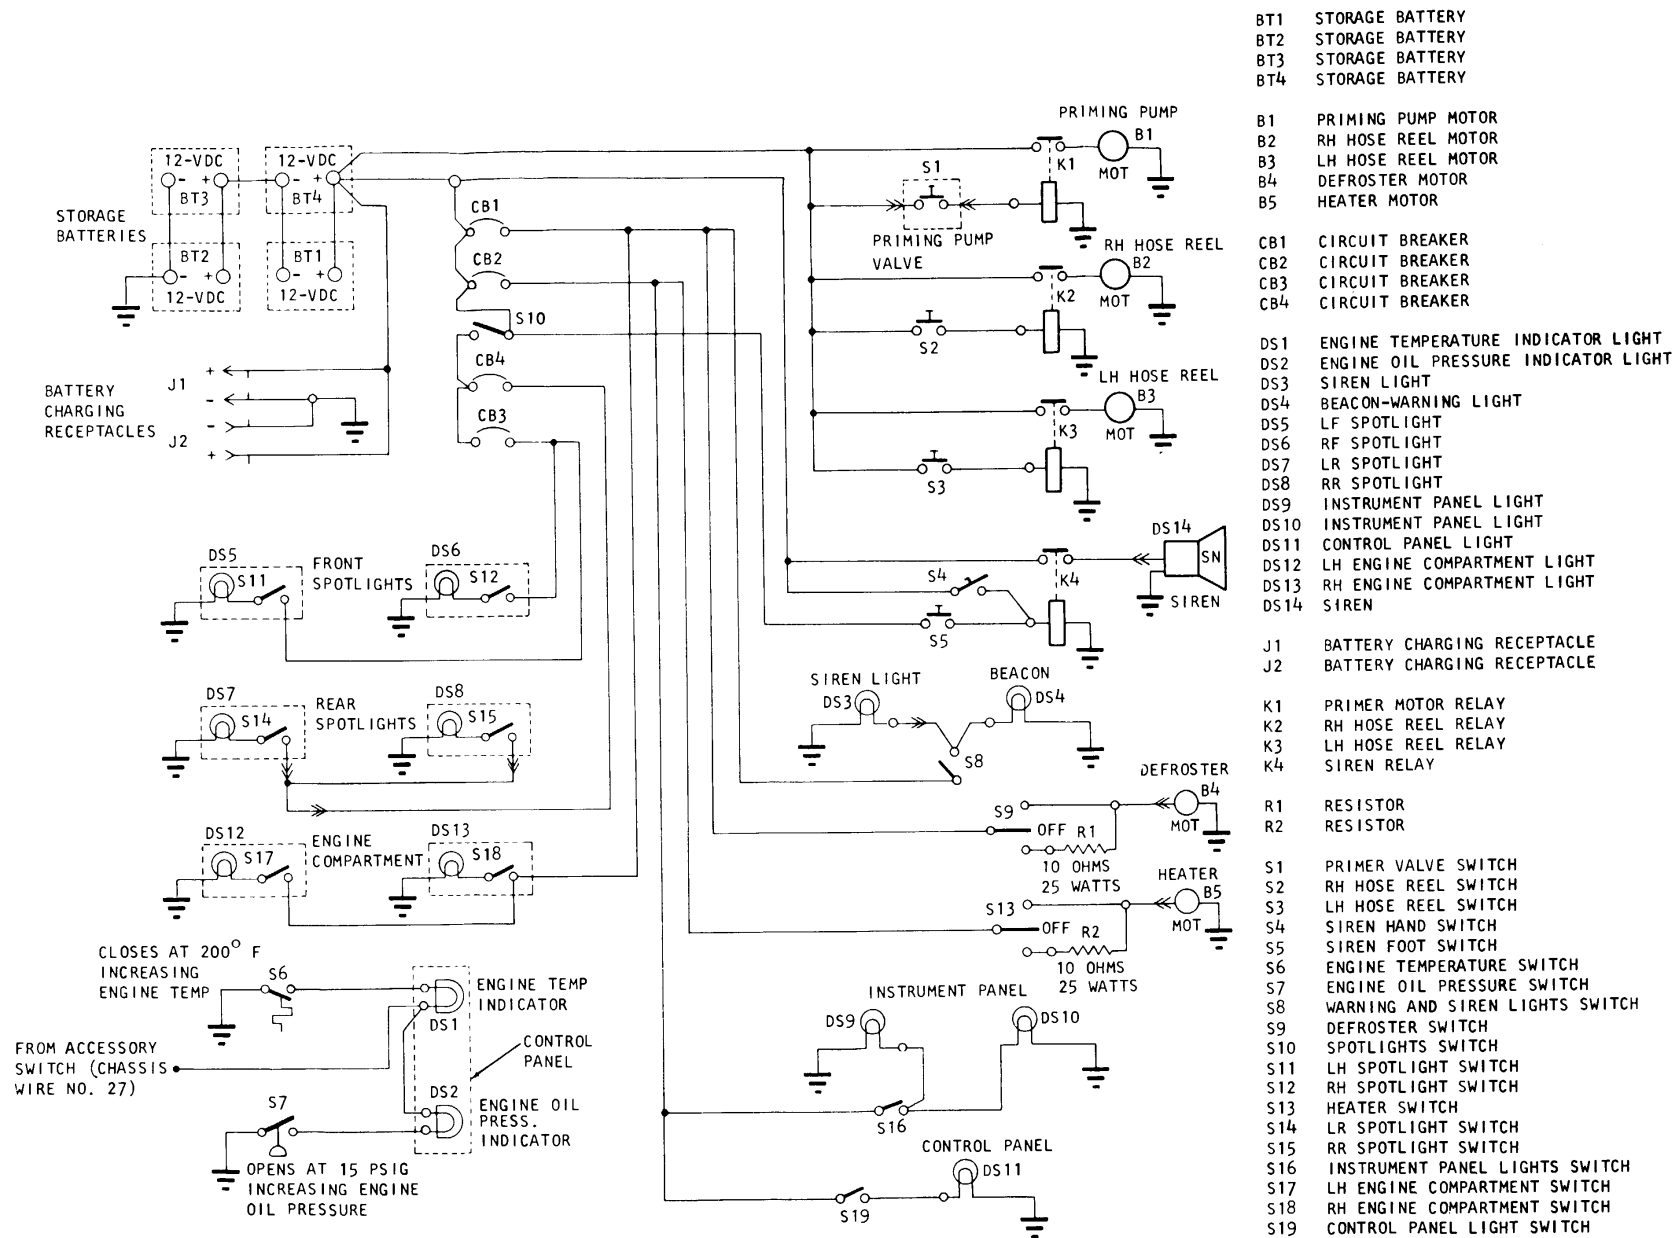 PRIMING PUMP
B1
K1
MOT
S1
PRIMING PUMP
VALVE
12-VDC
- +
BT3
12-VDC
- +
BT4
STORAGE
BATTERIES
BT2
- +
12-VDC
BT1
- +
12-VDC
CB1
CB2
S10
CB4
CB3
RH HOSE REEL
B2
K2
MOT
S2
LH HOSE REEL
B3
K3
MOT
S3
BATTERY
CHARGING
RECEPTACLES
J1
+
-
J2
-
+
DS14
SN
SIREN
K4
S4
S5
DS5
S11
FRONT
SPOTLIGHTS
DS6
S12
DS7
S14
REAR
SPOTLIGHTS
DS8
S15
DS12
S17
ENGINE
COMPARTMENT
DS13
S18
SIREN LIGHT
DS3
BEACON
DS4
S8
DEFROSTER
B4
MOT
S9
OFF
R1
10 OHMS
25 WATTS
HEATER
B5
MOT
S13
OFF
R2
10 OHMS
25 WATTS
CLOSES AT 200° F
INCREASING
ENGINE TEMP
S6
ENGINE TEMP
INDICATOR
DS1
FROM ACCESSORY
SWITCH (CHASSIS
WIRE NO. 27)
CONTROL
PANEL
DS2
S7
ENGINE OIL
PRESS.
INDICATOR
OPENS AT 15 PSIG
INCREASING ENGINE
OIL PRESSURE
INSTRUMENT PANEL
DS9
DS10
S16
CONTROL PANEL
DS11
S19
BT1 STORAGE BATTERY
BT2 STORAGE BATTERY
BT3 STORAGE BATTERY
BT4 STORAGE BATTERY
B1 PRIMING PUMP MOTOR
B2 RH HOSE REEL MOTOR
B3 LH HOSE REEL MOTOR
B4 DEFROSTER MOTOR
B5 HEATER MOTOR
CB1 CIRCUIT BREAKER
CB2 CIRCUIT BREAKER
CB3 CIRCUIT BREAKER
CB4 CIRCUIT BREAKER
DS1 ENGINE TEMPERATURE INDICATOR LIGHT
DS2 ENGINE OIL PRESSURE INDICATOR LIGHT
DS3 SIREN LIGHT
DS4 BEACON-WARNING LIGHT
DS5 LF SPOTLIGHT
DS6 RF SPOTLIGHT
DS7 LR SPOTLIGHT
DS8 RR SPOTLIGHT
DS9 INSTRUMENT PANEL LIGHT
DS10 INSTRUMENT PANEL LIGHT
DS11 CONTROL PANEL LIGHT
DS12 LH ENGINE COMPARTMENT LIGHT
DS13 RH ENGINE COMPARTMENT LIGHT
DS14 SIREN
J1 BATTERY CHARGING RECEPTACLE
J2 BATTERY CHARGING RECEPTACLE
K1 PRIMER MOTOR RELAY
K2 RH HOSE REEL RELAY
K3 LH HOSE REEL RELAY
K4 SIREN RELAY
R1 RESISTOR
R2 RESISTOR
S1 PRIMER VALVE SWITCH
S2 RH HOSE REEL SWITCH
S3 LH HOSE REEL SWITCH
S4 SIREN HAND SWITCH
S5 SIREN FOOT SWITCH
S6 ENGINE TEMPERATURE SWITCH
S7 ENGINE OIL PRESSURE SWITCH
S8 WARNING AND SIREN LIGHTS SWITCH
S9 DEFROSTER SWITCH
S10 SPOTLIGHTS SWITCH
S11 LH SPOTLIGHT SWITCH
S12 RH SPOTLIGHT SWITCH
S13 HEATER SWITCH
S14 LR SPOTLIGHT SWITCH
S15 RR SPOTLIGHT SWITCH
S16 INSTRUMENT PANEL LIGHTS SWITCH
S17 LH ENGINE COMPARTMENT SWITCH
S18 RH ENGINE COMPARTMENT SWITCH
S19 CONTROL PANEL LIGHT SWITCH